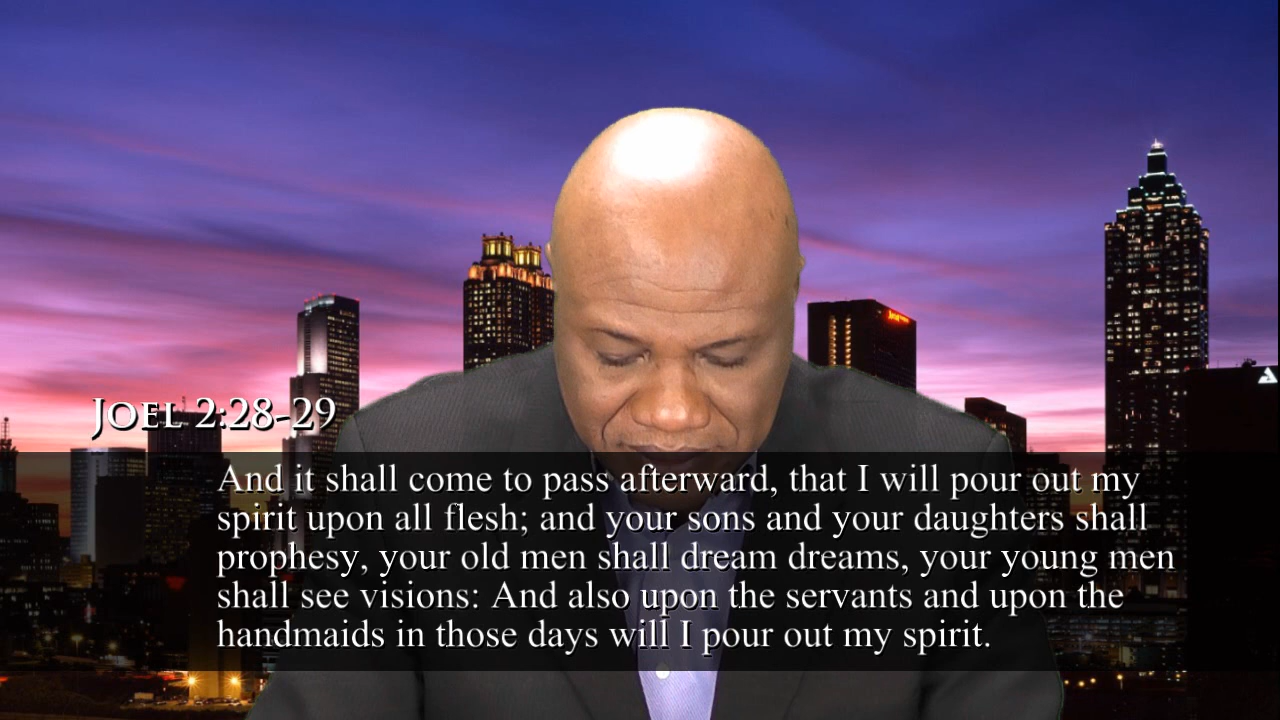 Joel 2:28-29
And it shall come to pass afterward, that I will pour out my
spirit upon all flesh; and your sons and your daughters shall
prophesy, your old men shall dream dreams, your young men
shall see visions: And also upon the servants and upon the
handmaids in those days will I pour out my spirit.